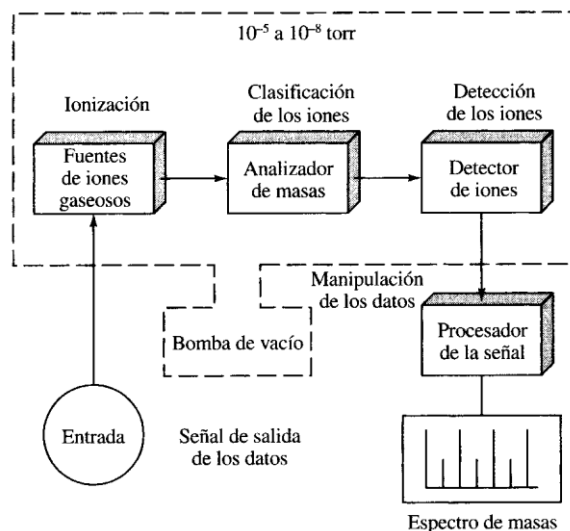 10⁻⁵ a 10⁻⁸ torr
Ionización
Clasificación
de los iones
Detección
de los iones
Fuentes
de iones
gaseosos
Analizador
de masas
Detector
de iones
Manipulación
de los datos
Bomba de vacío
Procesador
de la señal
Entrada
Señal de salida
de los datos
Espectro de masas